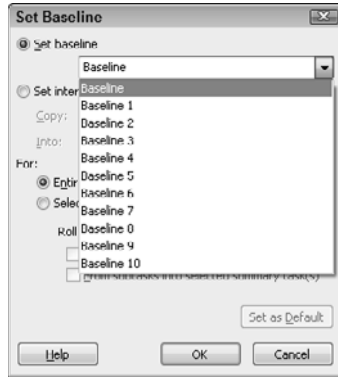 Set Baseline
Set baseline
Baseline
Set inter
Baseline
Baseline 1
Copy:
Baseline 2
Into:
Baseline 3
For:
Baseline 4
Entir
Baseline 5
Baseline 6
Selec
Baseline 7
Roll
Baseline 8
Baseline 9
Baseline 10
From subtasks into selected summary task(s)
Set as Default
Help
OK
Cancel